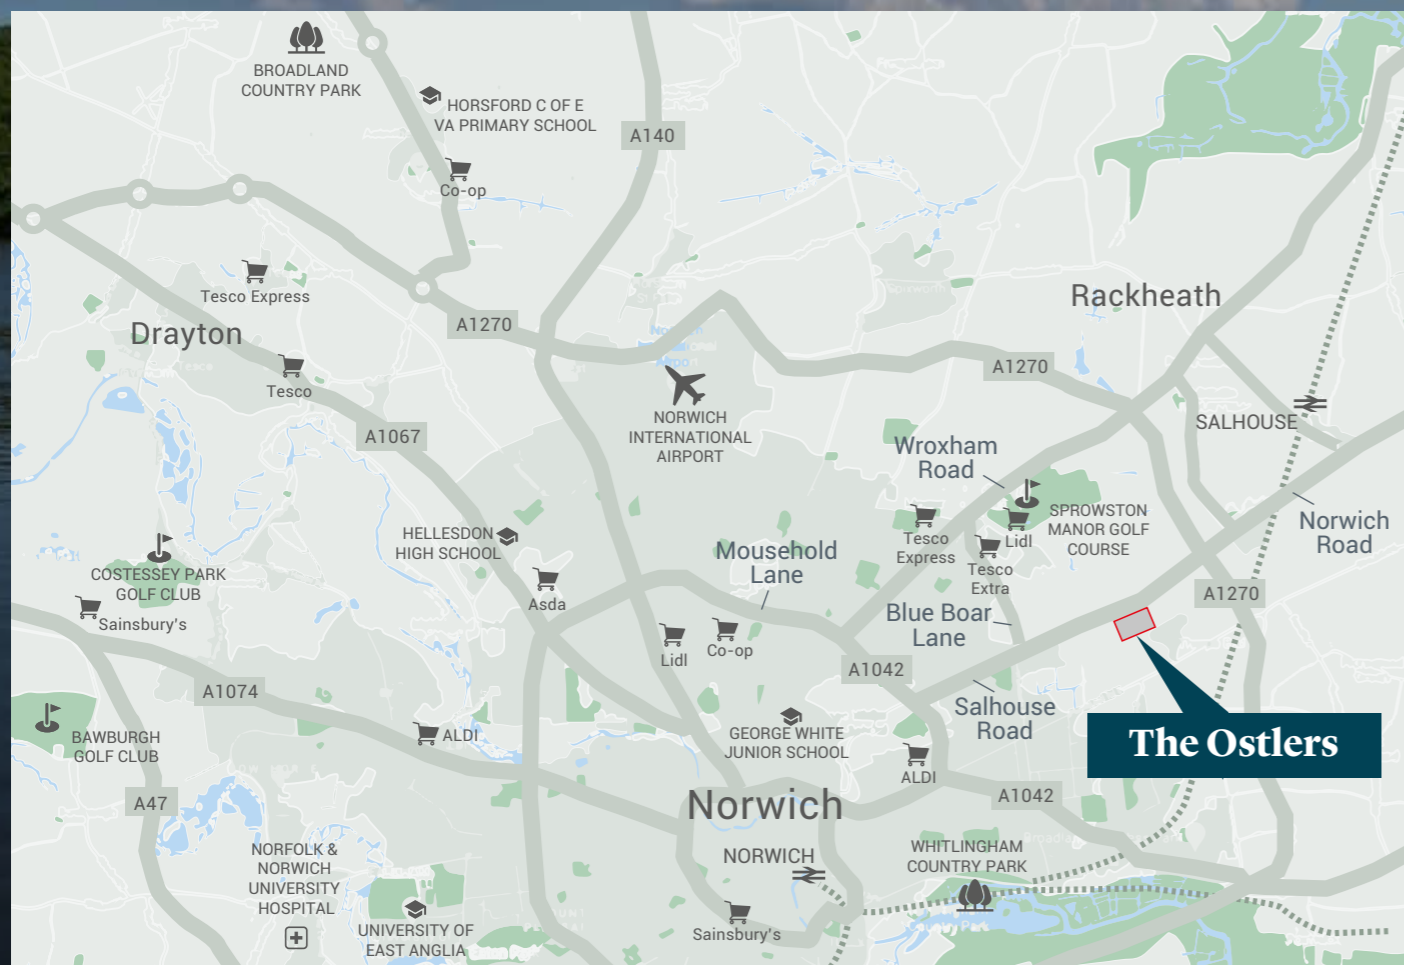 BROADLAND
COUNTRY PARK
HORSFORD C OF E
VA PRIMARY SCHOOL
A140
Co-op
Tesco Express
Drayton
A1270
Rackheath
Tesco
A1270
A1067
NORWICH
INTERNATIONAL
AIRPORT
SALHOUSE
Wroxham
Road
HELLESDON
HIGH SCHOOL
Tesco
Express
Lidl
SPROWSTON
MANOR GOLF
COURSE
Norwich
Road
Mousehold
Lane
Tesco
Extra
COSTESSEY PARK
GOLF CLUB
Asda
A1270
Sainsbury's
Blue Boar
Lane
Lidl
Co-op
A1042
A1074
Salhouse
Road
BAWBURGH
GOLF CLUB
ALDI
GEORGE WHITE
JUNIOR SCHOOL
The Ostlers
ALDI
A47
Norwich
A1042
NORFOLK &
NORWICH
UNIVERSITY
HOSPITAL
NORWICH
WHITLINGHAM
COUNTRY PARK
UNIVERSITY OF
EAST ANGLIA
Sainsbury's